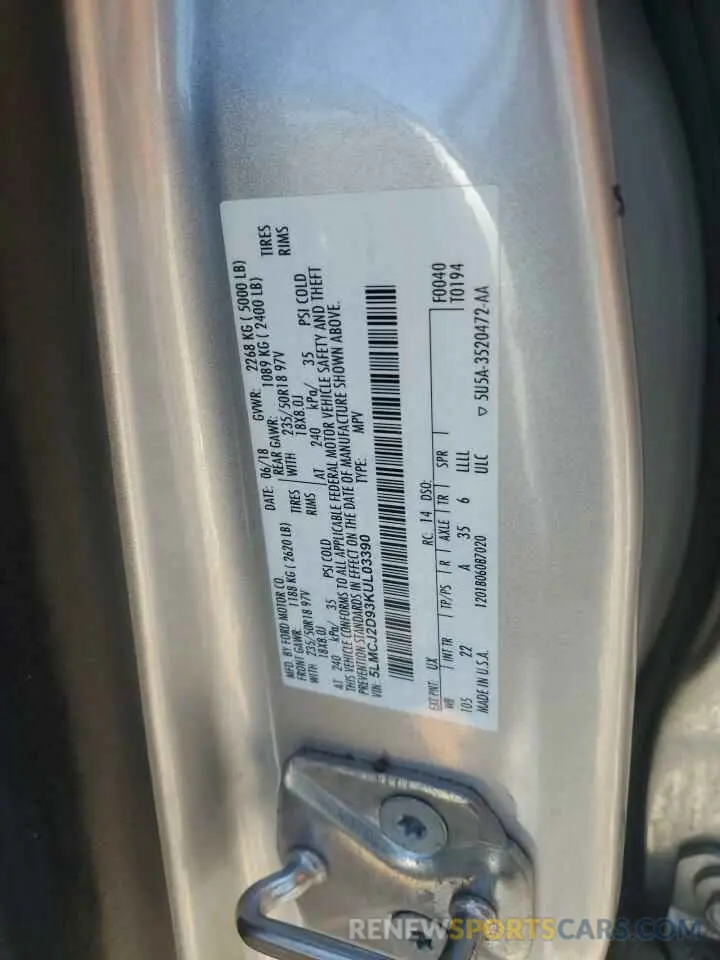 MFD. BY FORD MOTOR CO. DATE: 06/18 GVWR: 2268 KG ( 5000 LB)
FRONT GAWR: 1188 KG ( 2620 LB) REAR GAWR: 1089 KG ( 2400 LB)
WITH 235/50R18 97V TIRES WITH 235/50R18 97V TIRES
18X8.0J RIMS 18X8.0J RIMS
AT 240 kPa/ 35 PSI COLD AT 240 kPa/ 35 PSI COLD
THIS VEHICLE CONFORMS TO ALL APPLICABLE FEDERAL MOTOR VEHICLE SAFETY AND THEFT
PREVENTION STANDARDS IN EFFECT ON THE DATE OF MANUFACTURE SHOWN ABOVE.
VIN: 5LMCJ2D93KUL03390 TYPE: MPV
EXT PNT: UX RC: 14 DSO: F0040
WB INT TR TP/PS R AXLE TR SPR T0194
105 22 A 35 6 LLLL
MADE IN U.S.A. 1201806087020 ULC 5U5A-3520472-AA
RENEWSPORTSCARS.COM